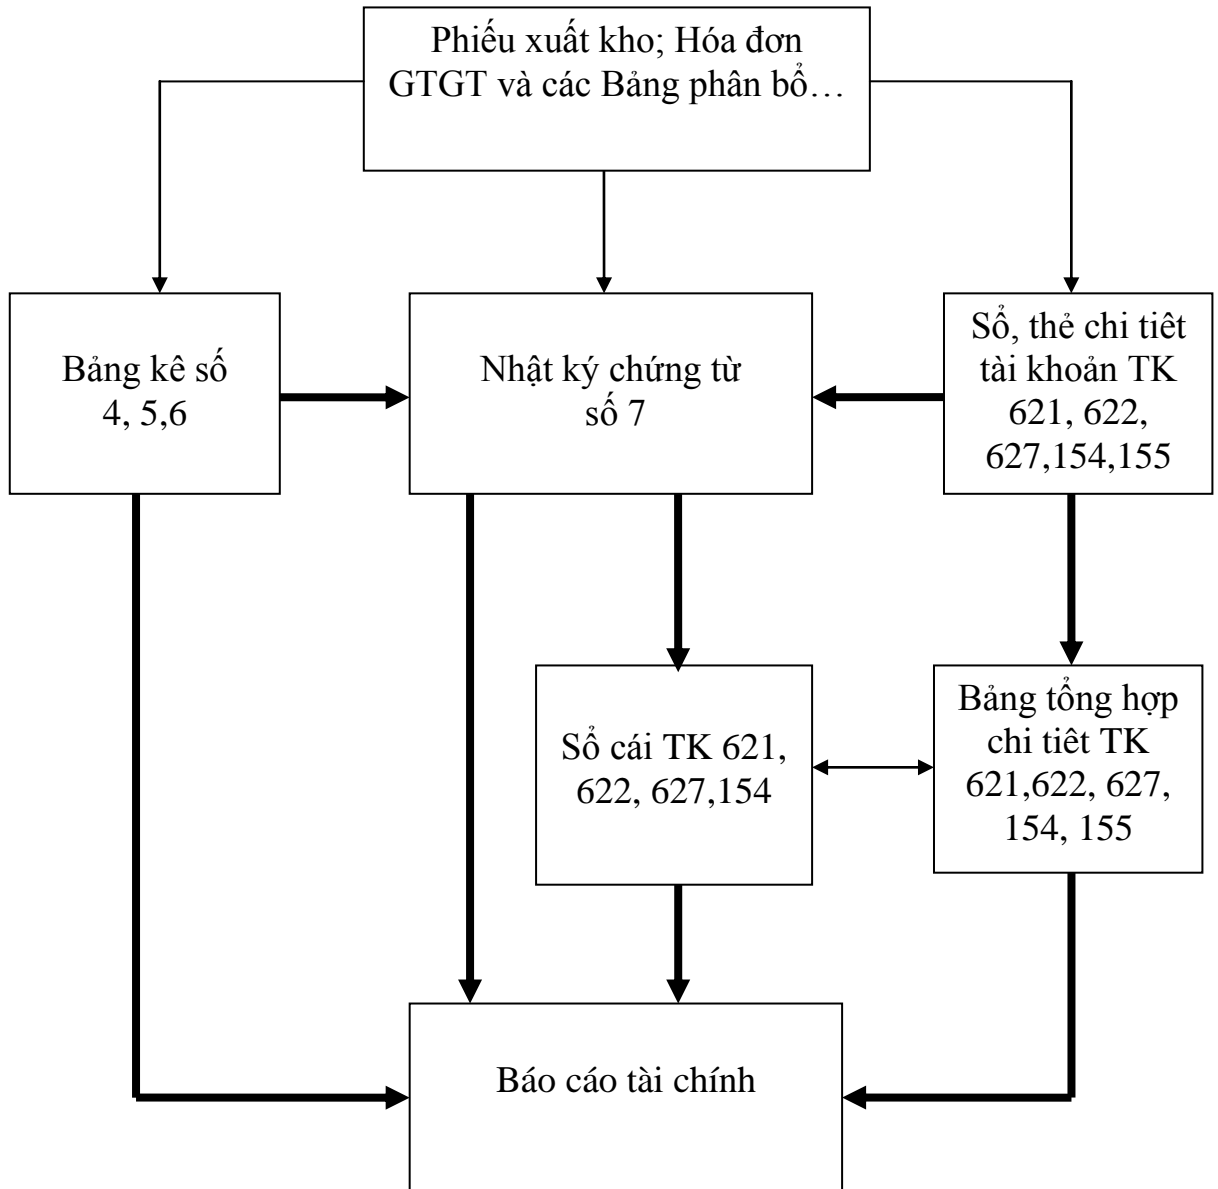 Phiếu xuất kho; Hóa đơn
GTGT và các Bảng phân bổ…
Bảng kê số
4, 5,6
Nhật ký chứng từ
số 7
Sổ, thẻ chi tiêt
tài khoản TK
621, 622,
627,154,155
Sổ cái TK 621,
622, 627,154
Bảng tổng hợp
chi tiêt TK
621,622, 627,
154, 155
Báo cáo tài chính